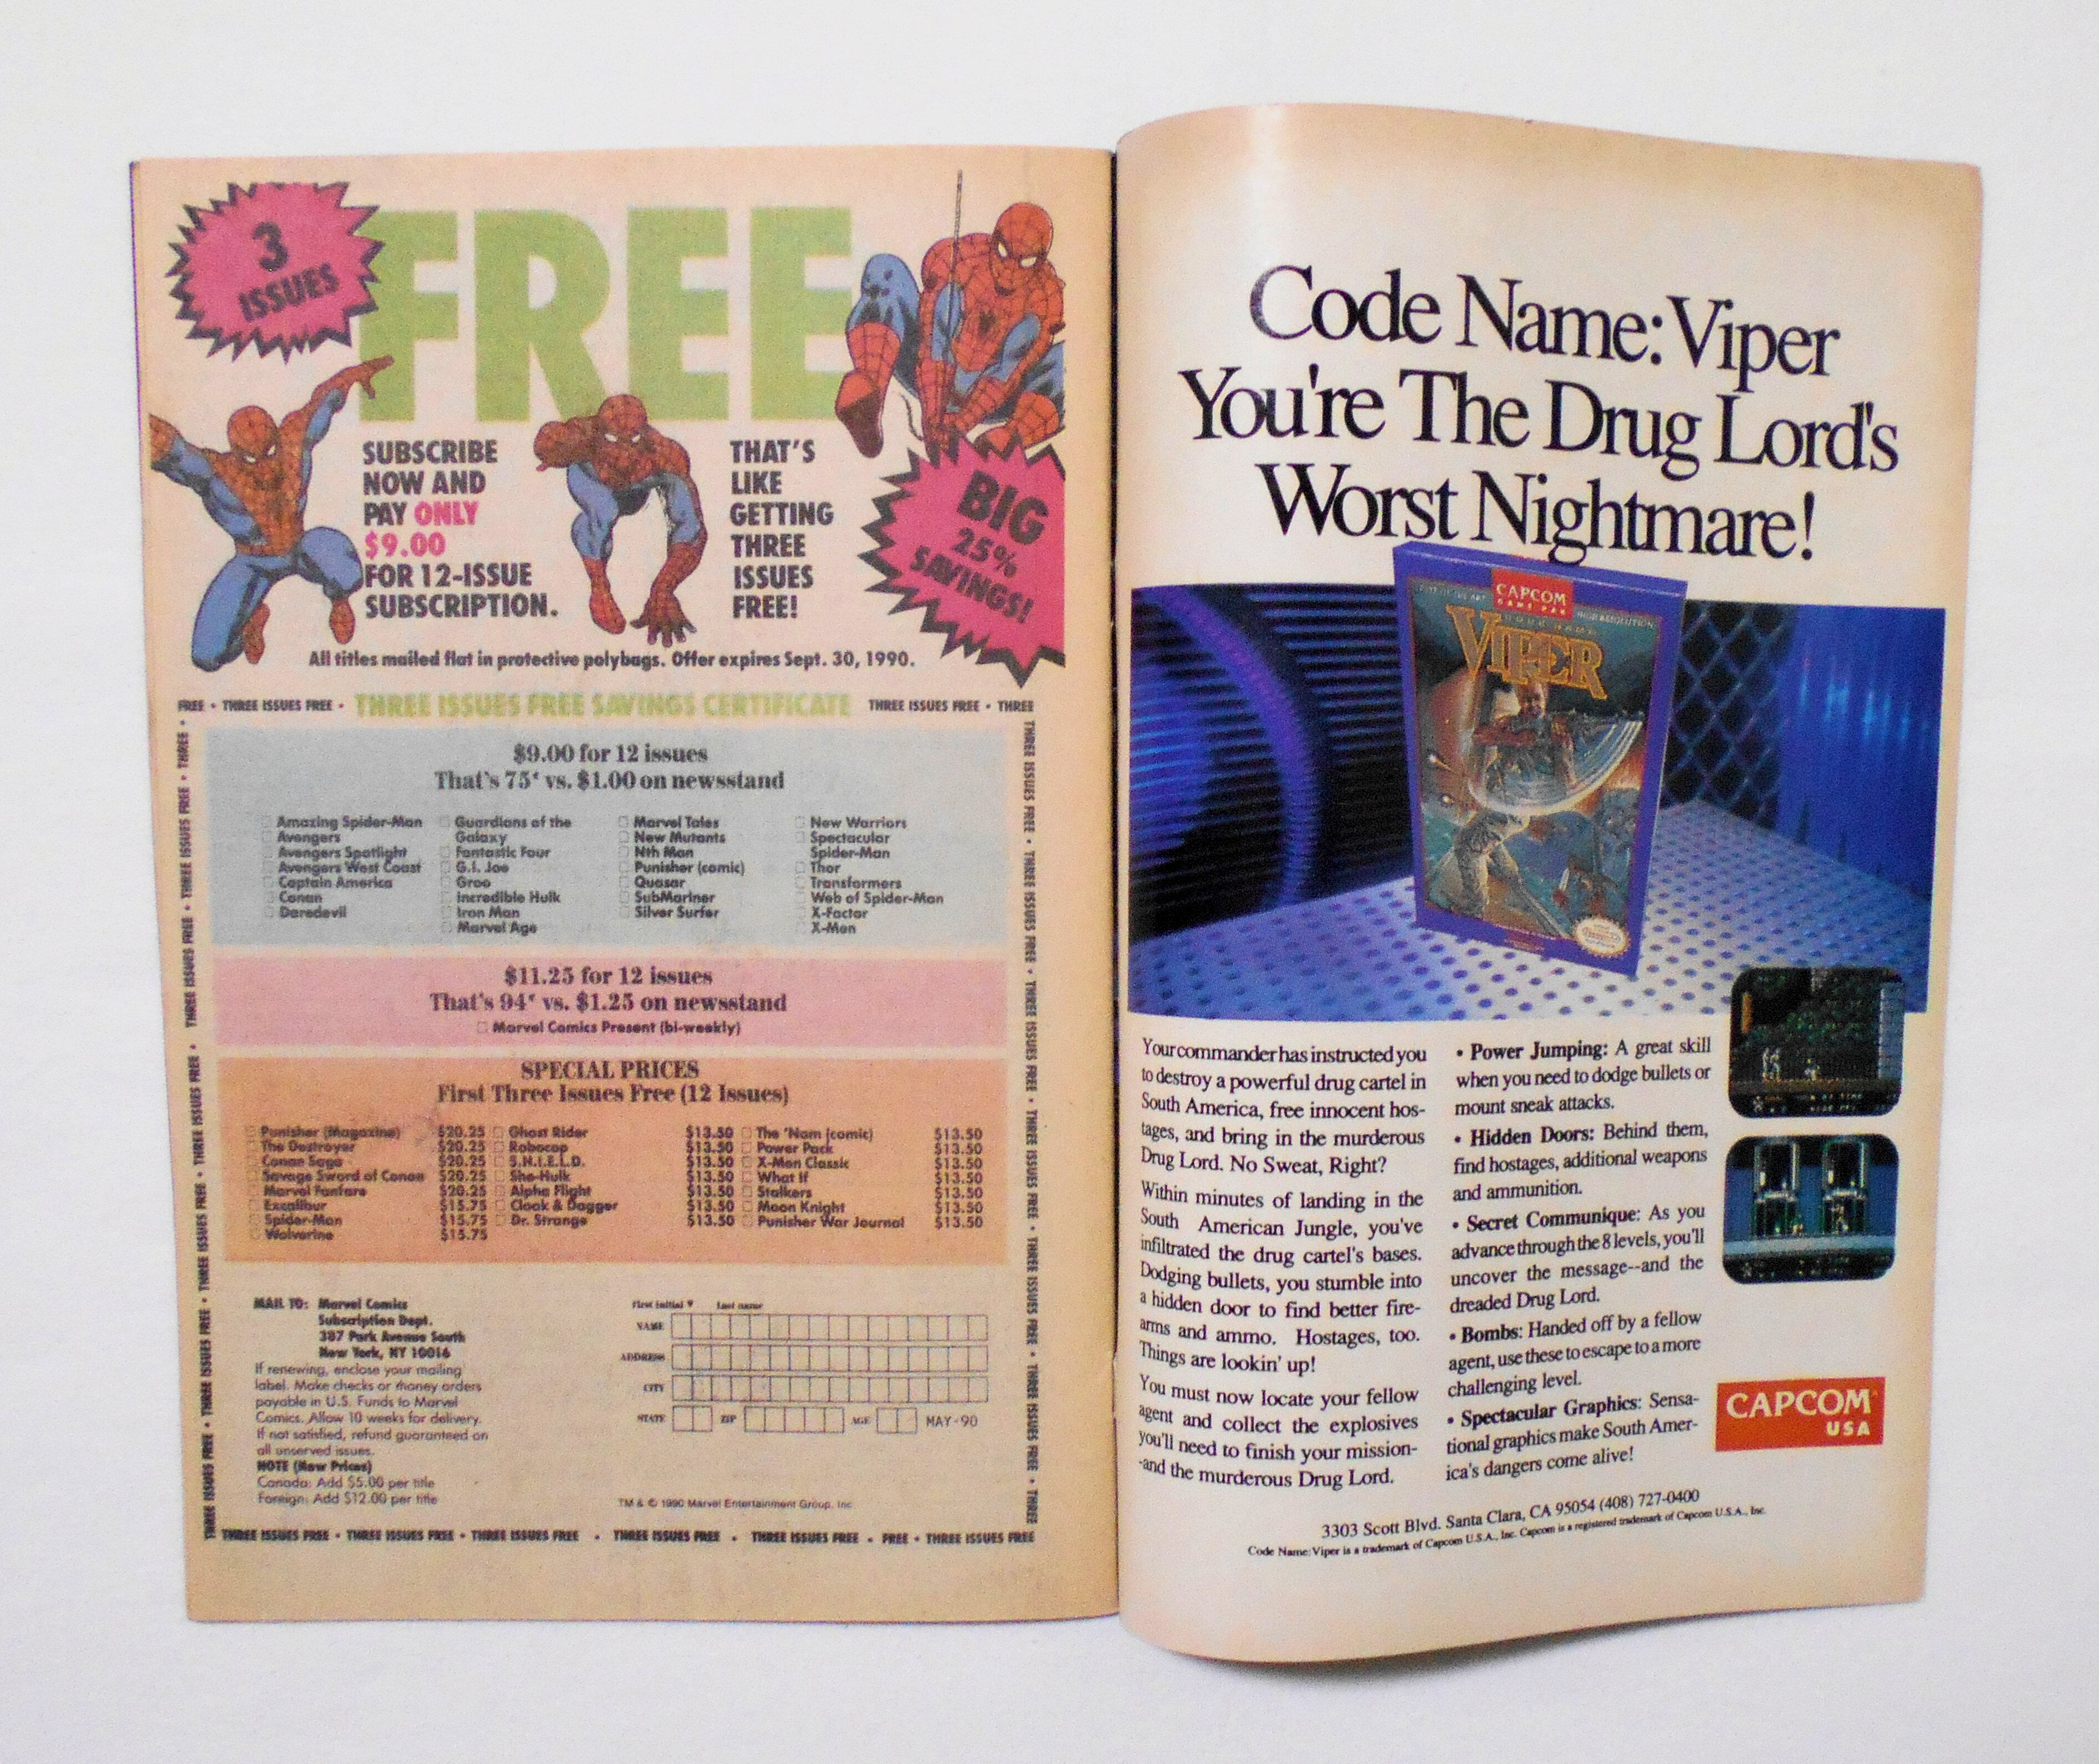 3
ISSUES
FREE
SUBSCRIBE
NOW AND
PAY ONLY
$9.00
FOR 12-ISSUE
SUBSCRIPTION.
THAT'S
LIKE
GETTING
THREE
ISSUES
FREE!
BIG
25%
SAVINGS!
All titles mailed flat in protective polybags. Offer expires Sept. 30, 1990.
FREE • THREE ISSUES FREE • THREE ISSUES FREE SAVINGS CERTIFICATE THREE ISSUES FREE • THREE
$9.00 for 12 issues
That's 75¢ vs. $1.00 on newsstand
Amazing Spider-Man
Avengers
Avengers Spotlight
Avengers West Coast
Captain America
Conan
Daredevil
Guardians of the
Galaxy
Fantastic Four
G.I. Joe
Groo
Incredible Hulk
Iron Man
Marvel Age
Marvel Tales
New Mutants
Nth Man
Punisher (comic)
Quasar
SubMariner
Silver Surfer
New Warriors
Spectacular
Spider-Man
Thor
Transformers
Web of Spider-Man
X-Factor
X-Men
$11.25 for 12 issues
That's 94¢ vs. $1.25 on newsstand
Marvel Comics Present (bi-weekly)
SPECIAL PRICES
First Three Issues Free (12 Issues)
Punisher (Magazine) $20.25
The Destroyer $20.25
Conan Saga $20.25
Savage Sword of Conan $20.25
Marvel Fanfare $20.25
Excalibur $15.75
Spider-Man $15.75
Wolverine $15.75
Ghost Rider $13.50
Robocop $13.50
S.H.I.E.L.D. $13.50
She-Hulk $13.50
Alpha Flight $13.50
Cloak & Dagger $13.50
Dr. Strange $13.50
The 'Nam (comic) $13.50
Power Pack $13.50
X-Men Classic $13.50
What If $13.50
Stalkers $13.50
Moon Knight $13.50
Punisher War Journal $13.50
MAIL TO: Marvel Comics
Subscription Dept.
387 Park Avenue South
New York, NY 10016
If renewing, enclose your mailing
label. Make checks or money orders
payable in U.S. Funds to Marvel
Comics. Allow 10 weeks for delivery.
If not satisfied, refund guaranteed on
all unserved issues.
NOTE (New Prices)
Canada: Add $5.00 per title
Foreign: Add $12.00 per title
First initial ▼ Last name
NAME
ADDRESS
CITY
STATE ZIP AGE MAY-90
TM & © 1990 Marvel Entertainment Group, Inc.
THREE ISSUES FREE • THREE ISSUES FREE • THREE ISSUES FREE • THREE ISSUES FREE • THREE ISSUES FREE • FREE • THREE ISSUES FREE
Code Name: Viper
You're The Drug Lord's
Worst Nightmare!
CAPCOM
GAME PAK
HIGH RESOLUTION
CODE NAME
VIPER
Your commander has instructed you
to destroy a powerful drug cartel in
South America, free innocent hos-
tages, and bring in the murderous
Drug Lord. No Sweat, Right?
Within minutes of landing in the
South American Jungle, you've
infiltrated the drug cartel's bases.
Dodging bullets, you stumble into
a hidden door to find better fire-
arms and ammo. Hostages, too.
Things are lookin' up!
You must now locate your fellow
agent and collect the explosives
you'll need to finish your mission-
-and the murderous Drug Lord.
• Power Jumping: A great skill
when you need to dodge bullets or
mount sneak attacks.
• Hidden Doors: Behind them,
find hostages, additional weapons
and ammunition.
• Secret Communique: As you
advance through the 8 levels, you'll
uncover the message--and the
dreaded Drug Lord.
• Bombs: Handed off by a fellow
agent, use these to escape to a more
challenging level.
• Spectacular Graphics: Sensa-
tional graphics make South Amer-
ica's dangers come alive!
CAPCOM
USA
3303 Scott Blvd. Santa Clara, CA 95054 (408) 727-0400
Code Name: Viper is a trademark of Capcom U.S.A., Inc. Capcom is a registered trademark of Capcom U.S.A., Inc.